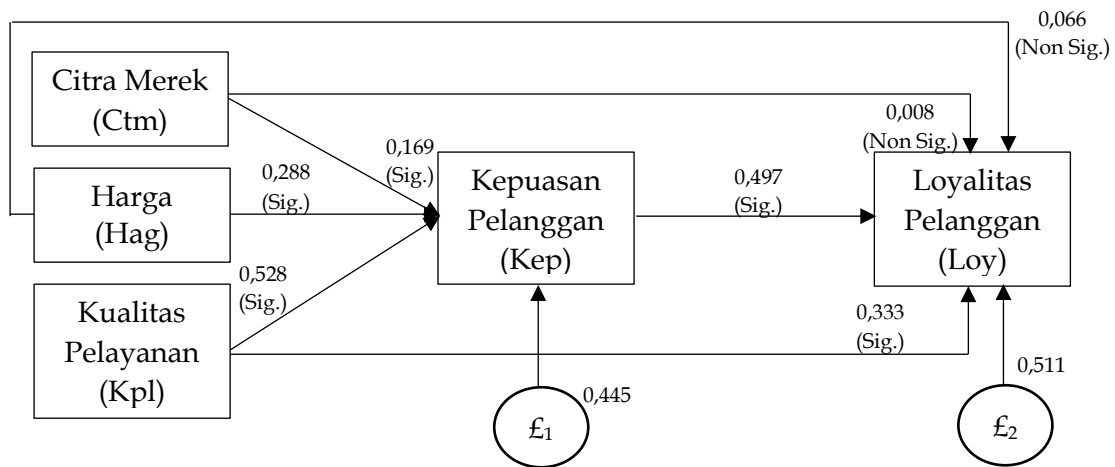 0,066
(Non Sig.)
Citra Merek
(Ctm)
0,008
(Non Sig.)
0,169
(Sig.)
0,288
(Sig.)
Harga
(Hag)
Kepuasan
Pelanggan
(Kep)
0,497
(Sig.)
Loyalitas
Pelanggan
(Loy)
0,528
(Sig.)
Kualitas
Pelayanan
(Kpl)
0,333
(Sig.)
0,445
£1
0,511
£2